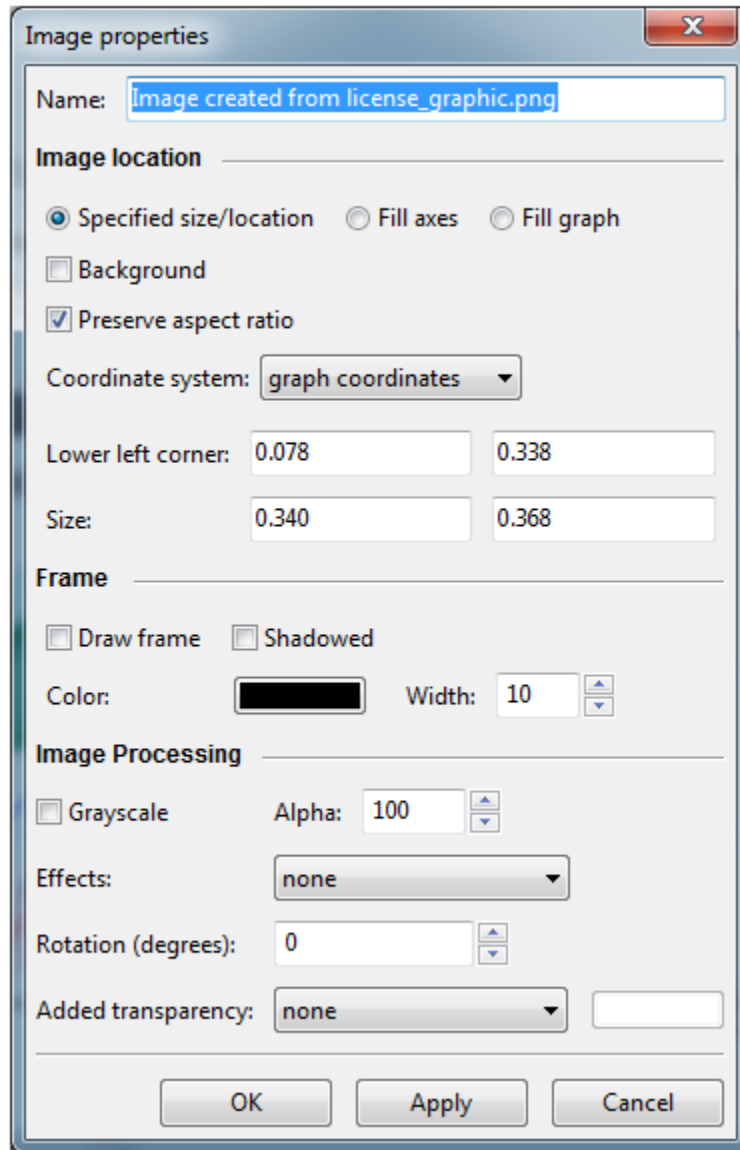 Image properties
Name: Image created from license_graphic.png
Image location
Specified size/location Fill axes Fill graph
Background
Preserve aspect ratio
Coordinate system: graph coordinates
Lower left corner: 0.078 0.338
Size: 0.340 0.368
Frame
Draw frame Shadowed
Color: Width: 10
Image Processing
Grayscale Alpha: 100
Effects: none
Rotation (degrees): 0
Added transparency: none
OK Apply Cancel